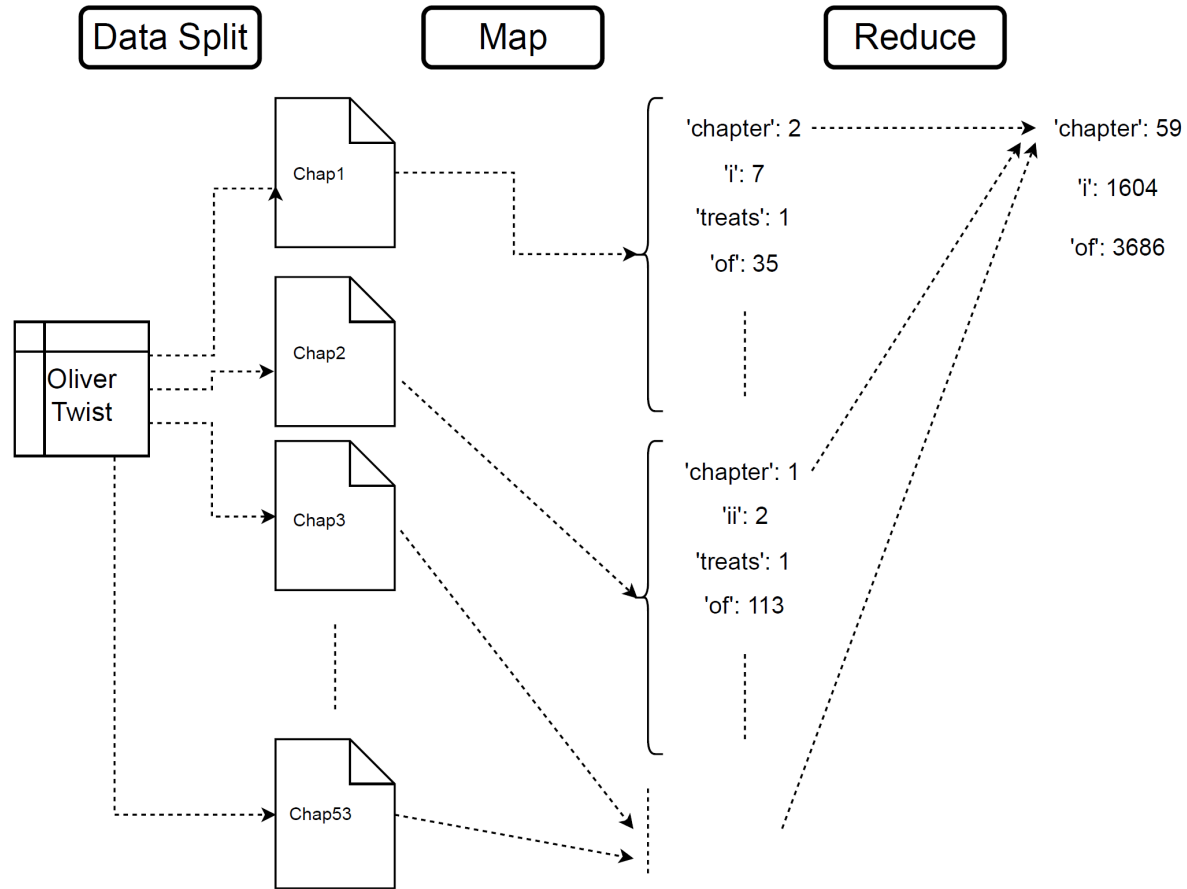 Data Split
Map
Reduce
Oliver
Twist
Chap1
Chap2
Chap3
Chap53
'chapter': 2
'i': 7
'treats': 1
'of': 35
'chapter': 1
'ii': 2
'treats': 1
'of': 113
'chapter': 59
'i': 1604
'of': 3686